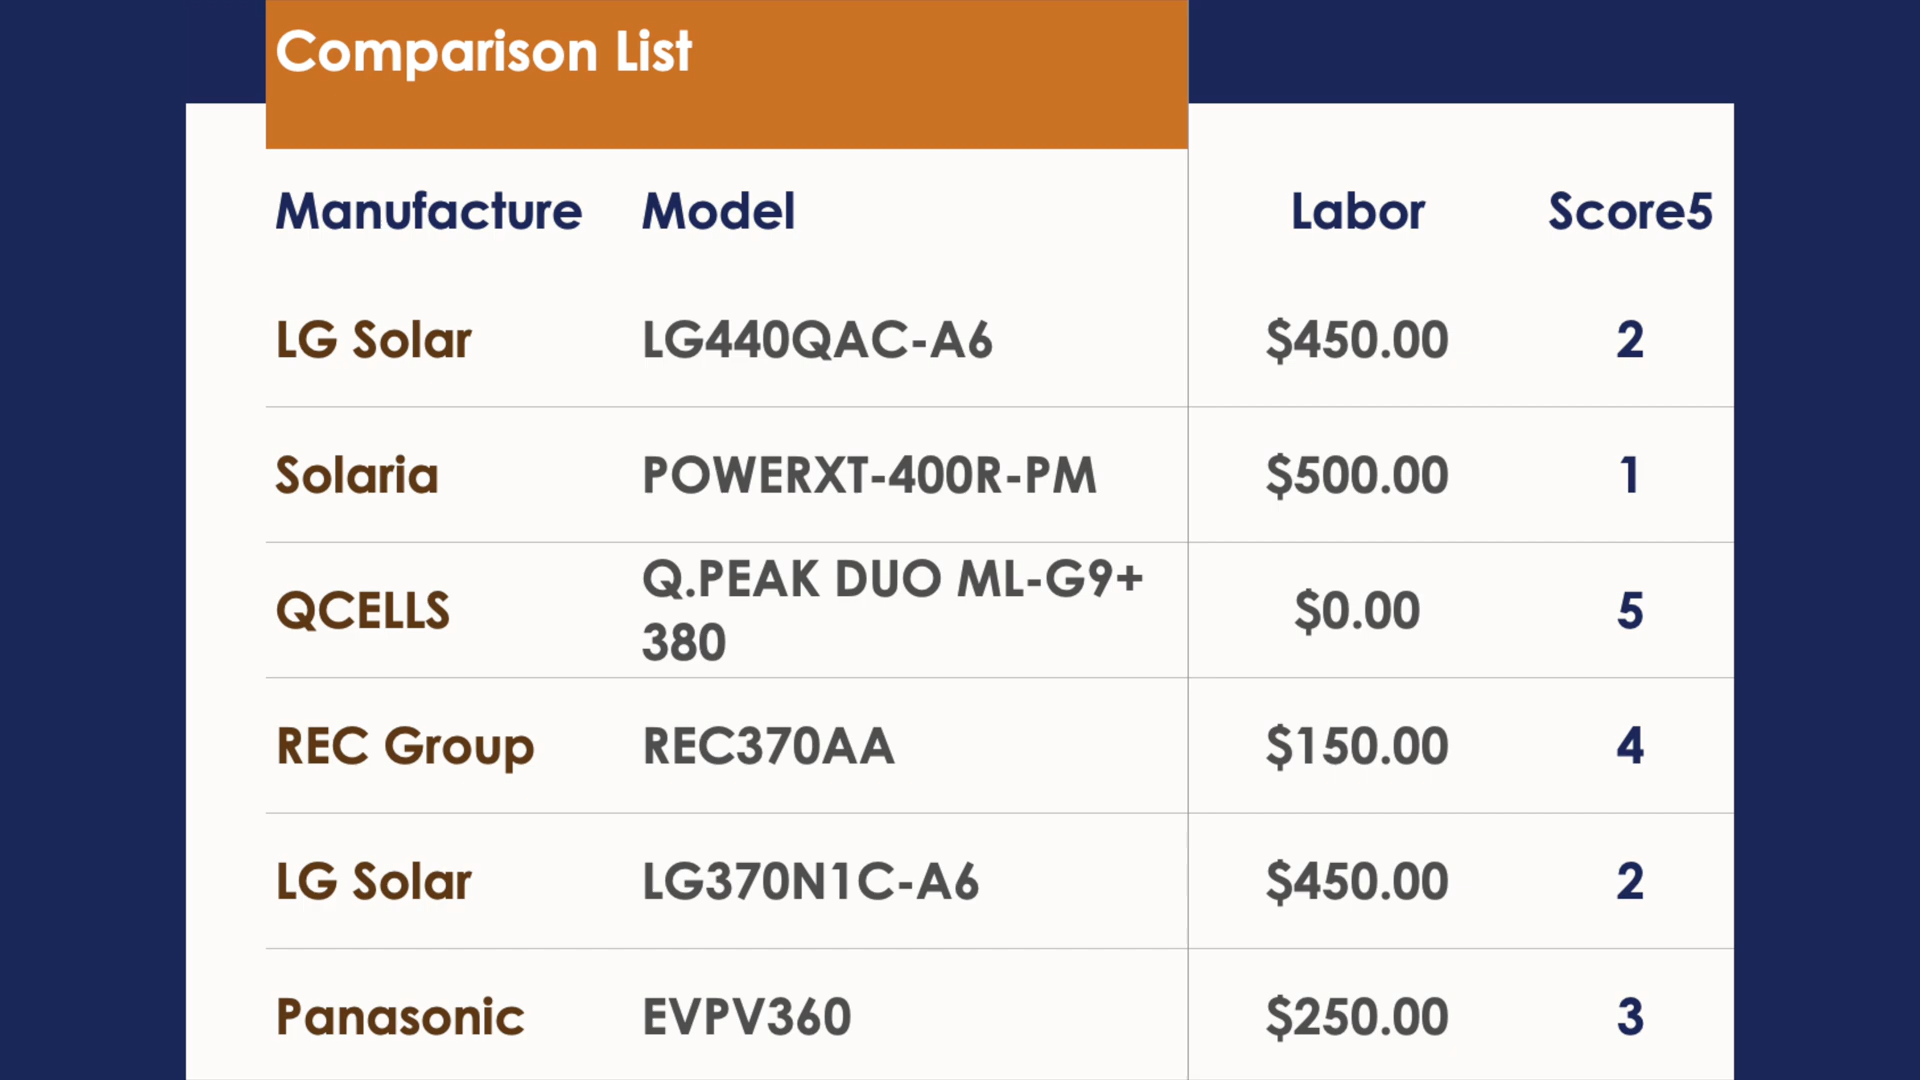 Comparison List
Manufacture Model Labor Score5
LG Solar LG440QAC-A6 $450.00 2
Solaria POWERXT-400R-PM $500.00 1
QCELLS Q.PEAK DUO ML-G9+ $0.00 5
380
REC Group REC370AA $150.00 4
LG Solar LG370N1C-A6 $450.00 2
Panasonic EVPV360 $250.00 3